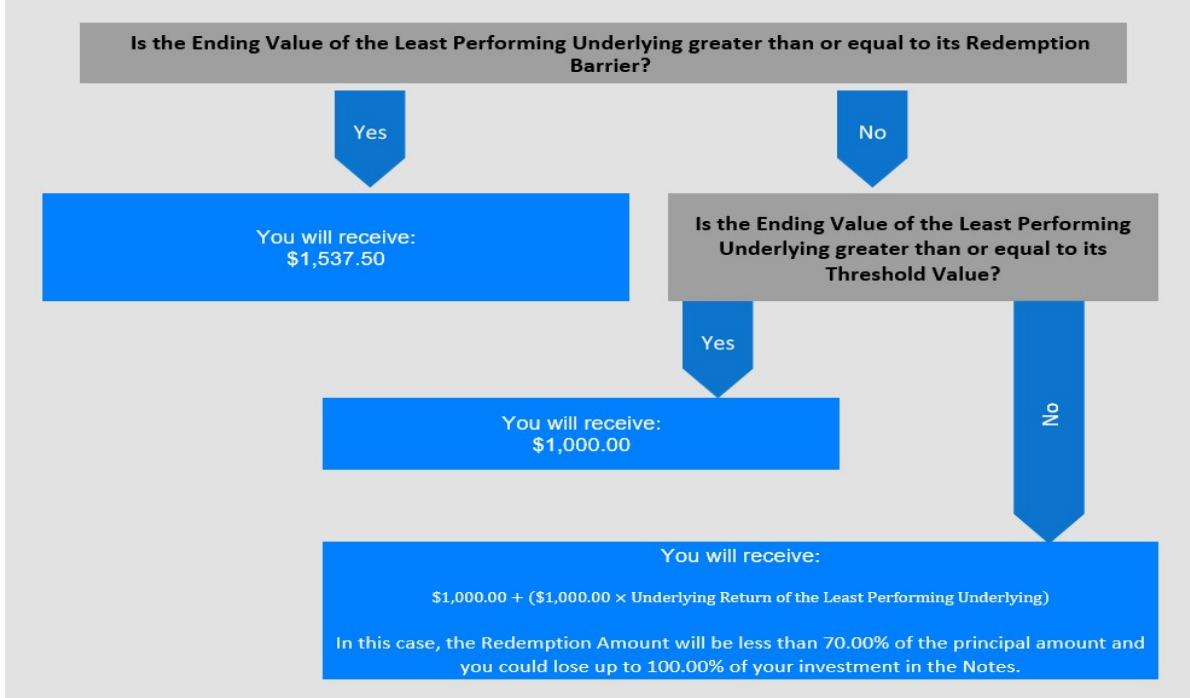 Is the Ending Value of the Least Performing Underlying greater than or equal to its Redemption
Barrier?
Yes
No
You will receive:
$1,537.50
Is the Ending Value of the Least Performing
Underlying greater than or equal to its
Threshold Value?
Yes
No
You will receive:
$1,000.00
You will receive:
$1,000.00 + ($1,000.00 × Underlying Return of the Least Performing Underlying)
In this case, the Redemption Amount will be less than 70.00% of the principal amount and
you could lose up to 100.00% of your investment in the Notes.